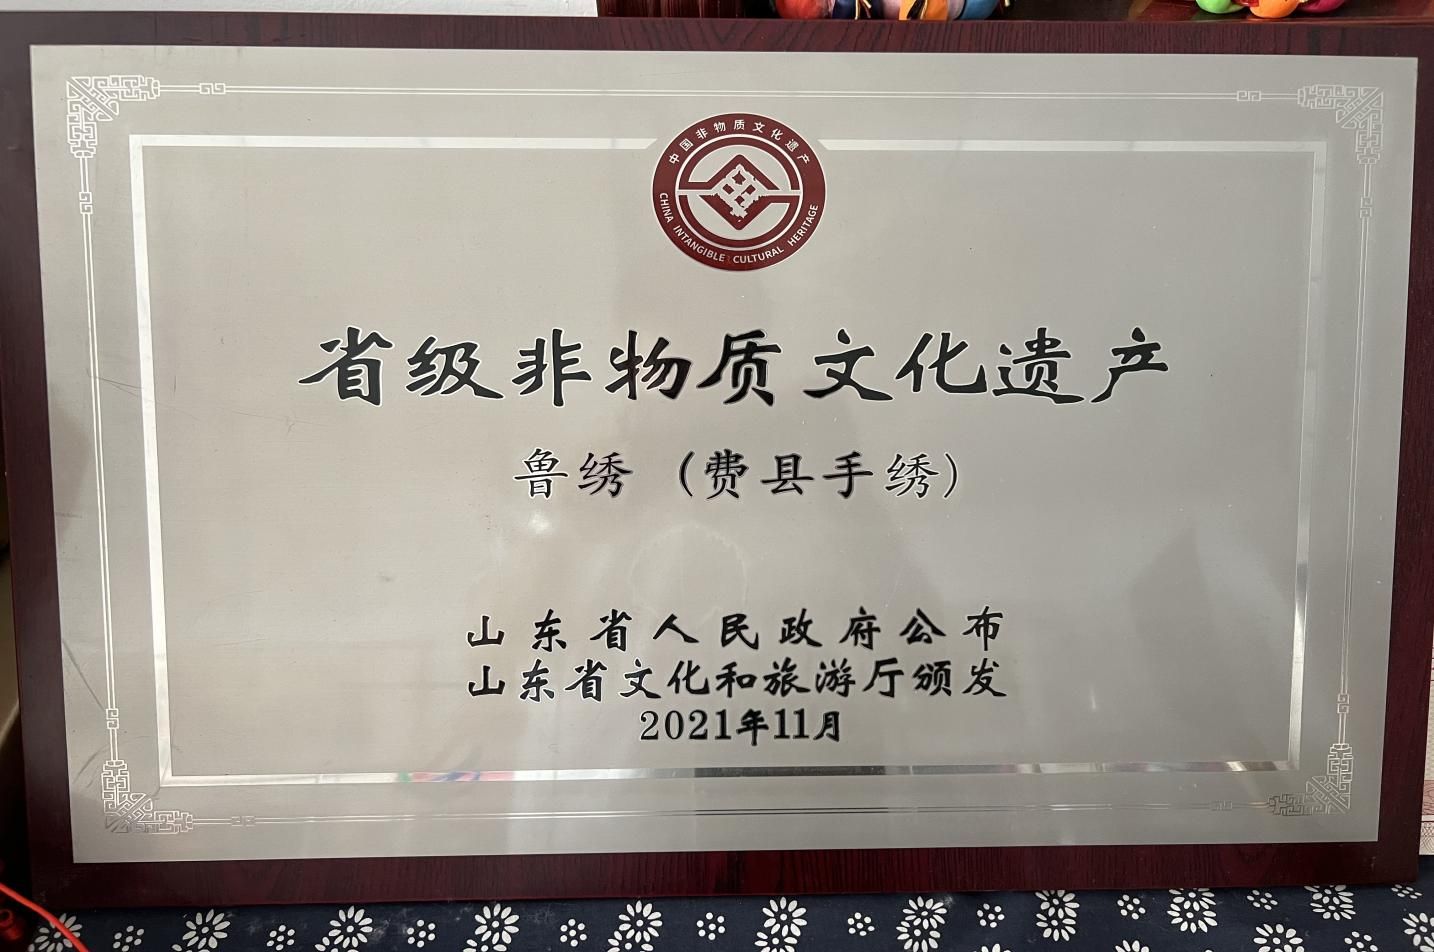 中国非物质文化遗产
CHINA INTANGIBLE CULTURAL HERITAGE
省级非物质文化遗产
鲁绣（费县手绣）
山东省人民政府公布
山东省文化和旅游厅颁发
2021年11月